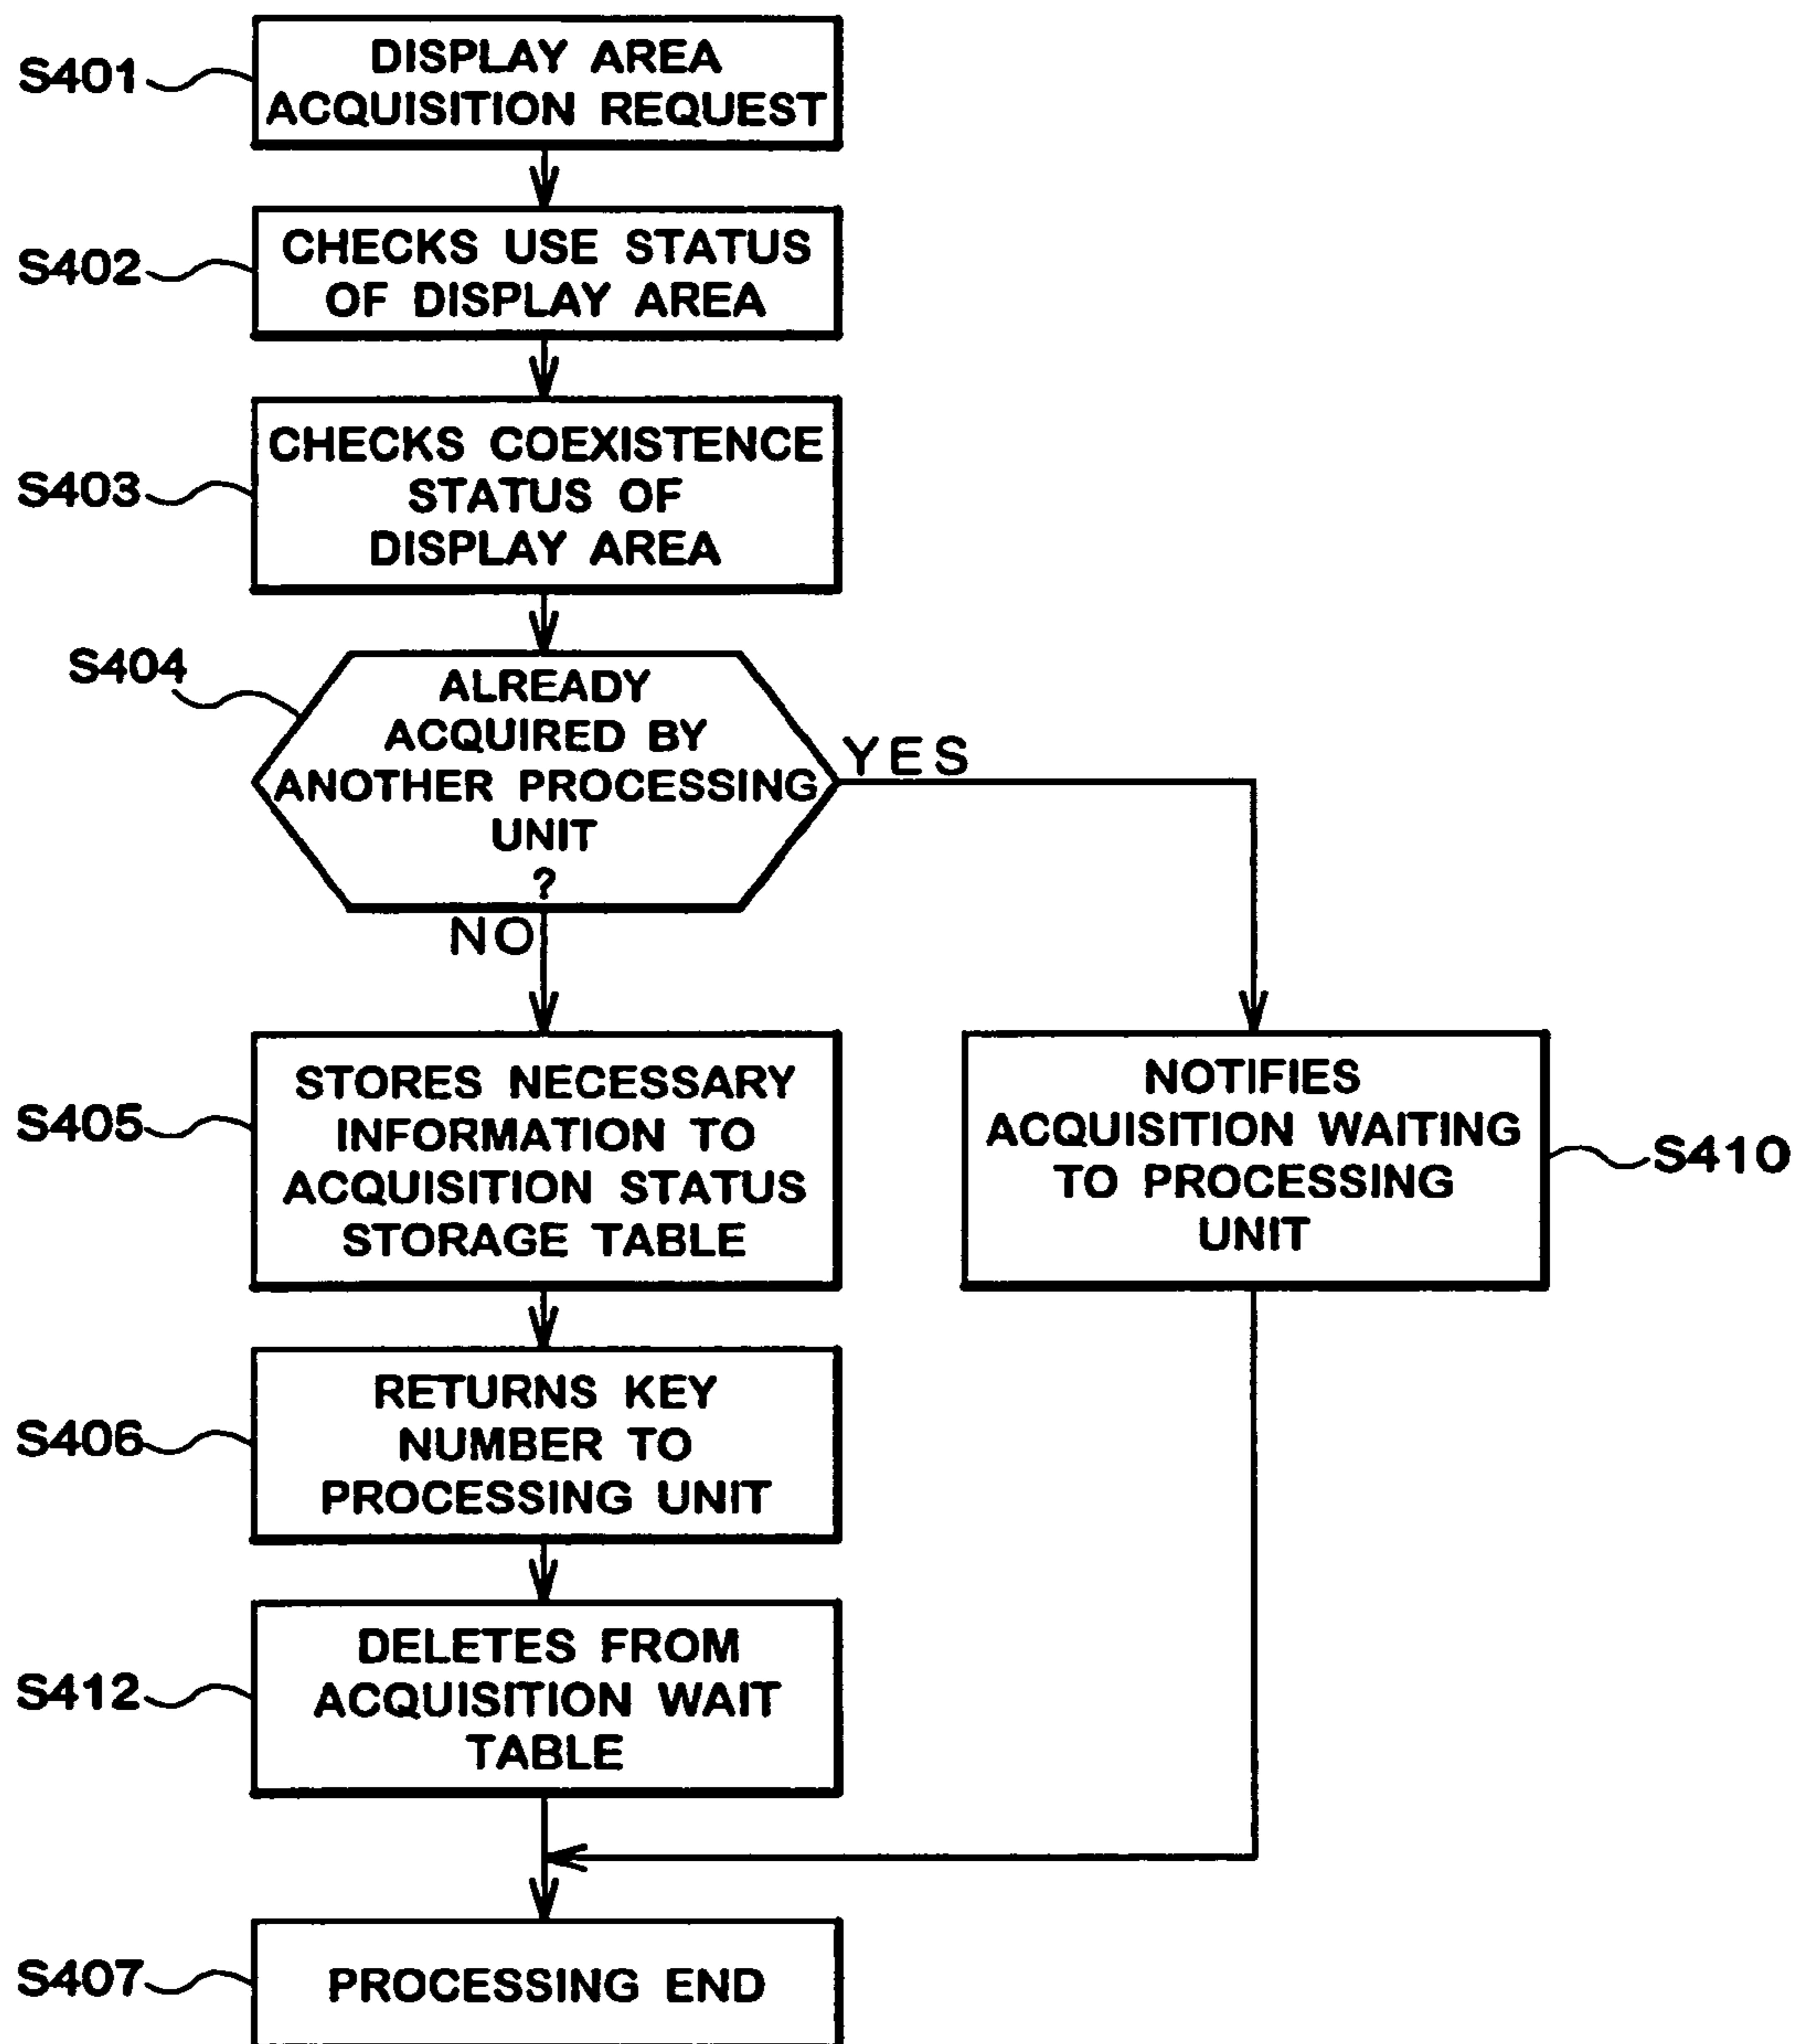 S401
DISPLAY AREA
ACQUISITION REQUEST
S402
CHECKS USE STATUS
OF DISPLAY AREA
S403
CHECKS COEXISTENCE
STATUS OF
DISPLAY AREA
S404
ALREADY
ACQUIRED BY
ANOTHER PROCESSING
UNIT
?
YES
NO
S405
STORES NECESSARY
INFORMATION TO
ACQUISITION STATUS
STORAGE TABLE
NOTIFIES
ACQUISITION WAITING
TO PROCESSING
UNIT
S410
S406
RETURNS KEY
NUMBER TO
PROCESSING UNIT
S412
DELETES FROM
ACQUISITION WAIT
TABLE
S407
PROCESSING END